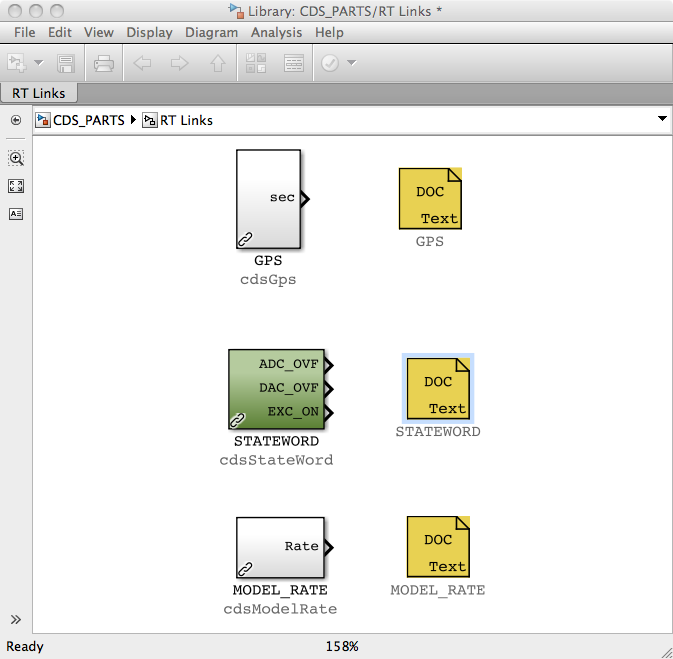 Library: CDS_PARTS/RT Links *
File Edit View Display Diagram Analysis Help
RT Links
CDS_PARTS RT Links
sec
GPS
cdsGps
DOC
Text
GPS
ADC_OVF
DAC_OVF
EXC_ON
STATEWORD
cdsStateWord
DOC
Text
STATEWORD
Rate
MODEL_RATE
cdsModelRate
DOC
Text
MODEL_RATE
Ready 158%